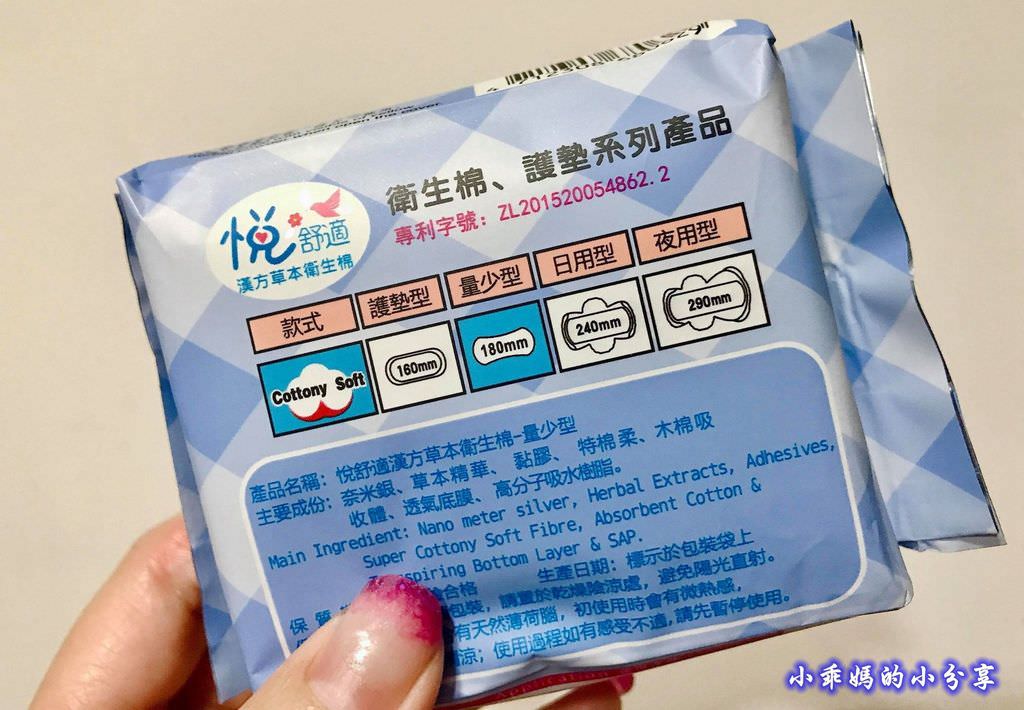 衛生棉、護墊系列產品
專利字號: ZL201520054862.2
悅舒適
漢方草本衛生棉
款式 護墊型 量少型 日用型 夜用型
Cottony Soft 160mm 180mm 240mm 290mm
產品名稱: 悅舒適漢方草本衛生棉-量少型
主要成份: 奈米銀、草本精華、黏膠、特棉柔、木棉吸
收體、透氣底膜、高分子吸水樹脂。
Main Ingredient: Nano meter silver, Herbal Extracts, Adhesives,
Super Cottony Soft Fibre, Absorbent Cotton &
spiring Bottom Layer & SAP.
合格 生產日期: 標示於包裝袋上
保
包裝, 請置於乾燥陰涼處, 避免陽光直射。
有天然薄荷腦, 初使用時會有微熱感,
涼; 使用過程如有感受不適, 請先暫停使用。
小乖媽的小分享